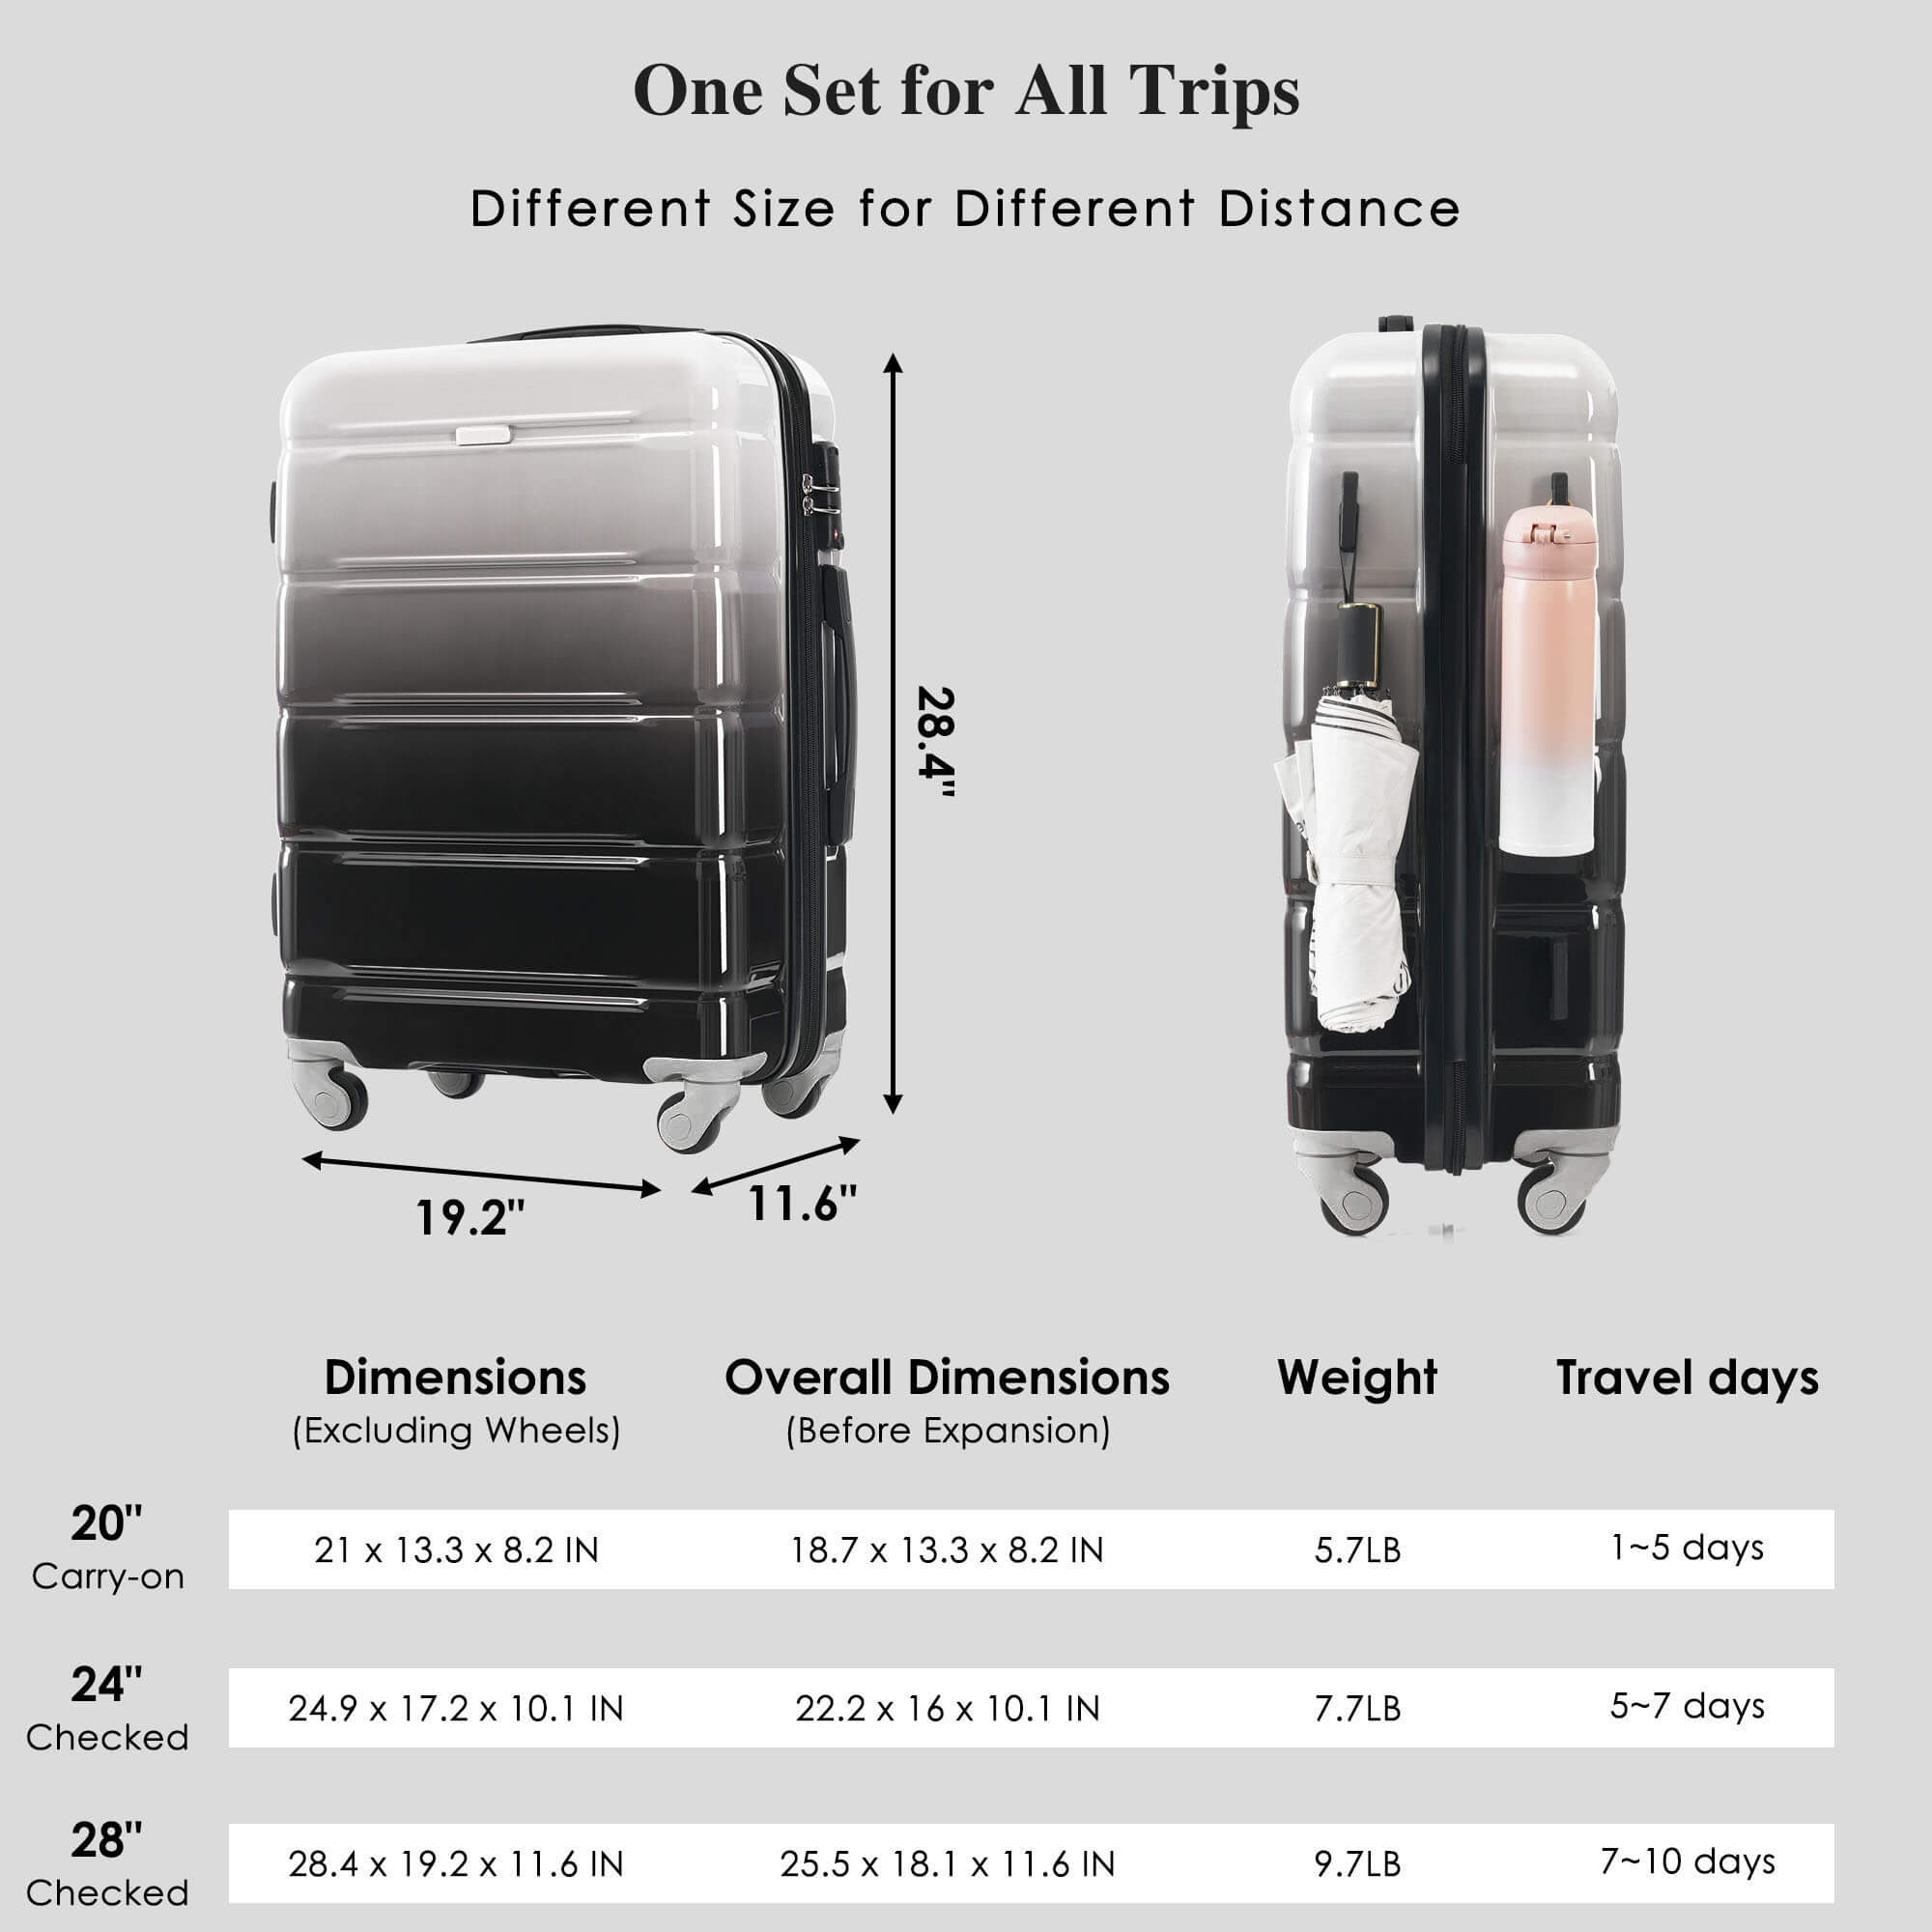 One Set for All Trips
Different Size for Different Distance
28.4"
19.2"
11.6"
Dimensions Overall Dimensions Weight Travel days
(Excluding Wheels) (Before Expansion)
20"
Carry-on
21 x 13.3 x 8.2 IN 18.7 x 13.3 x 8.2 IN 5.7LB 1~5 days
24"
Checked
24.9 x 17.2 x 10.1 IN 22.2 x 16 x 10.1 IN 7.7LB 5~7 days
28"
Checked
28.4 x 19.2 x 11.6 IN 25.5 x 18.1 x 11.6 IN 9.7LB 7~10 days